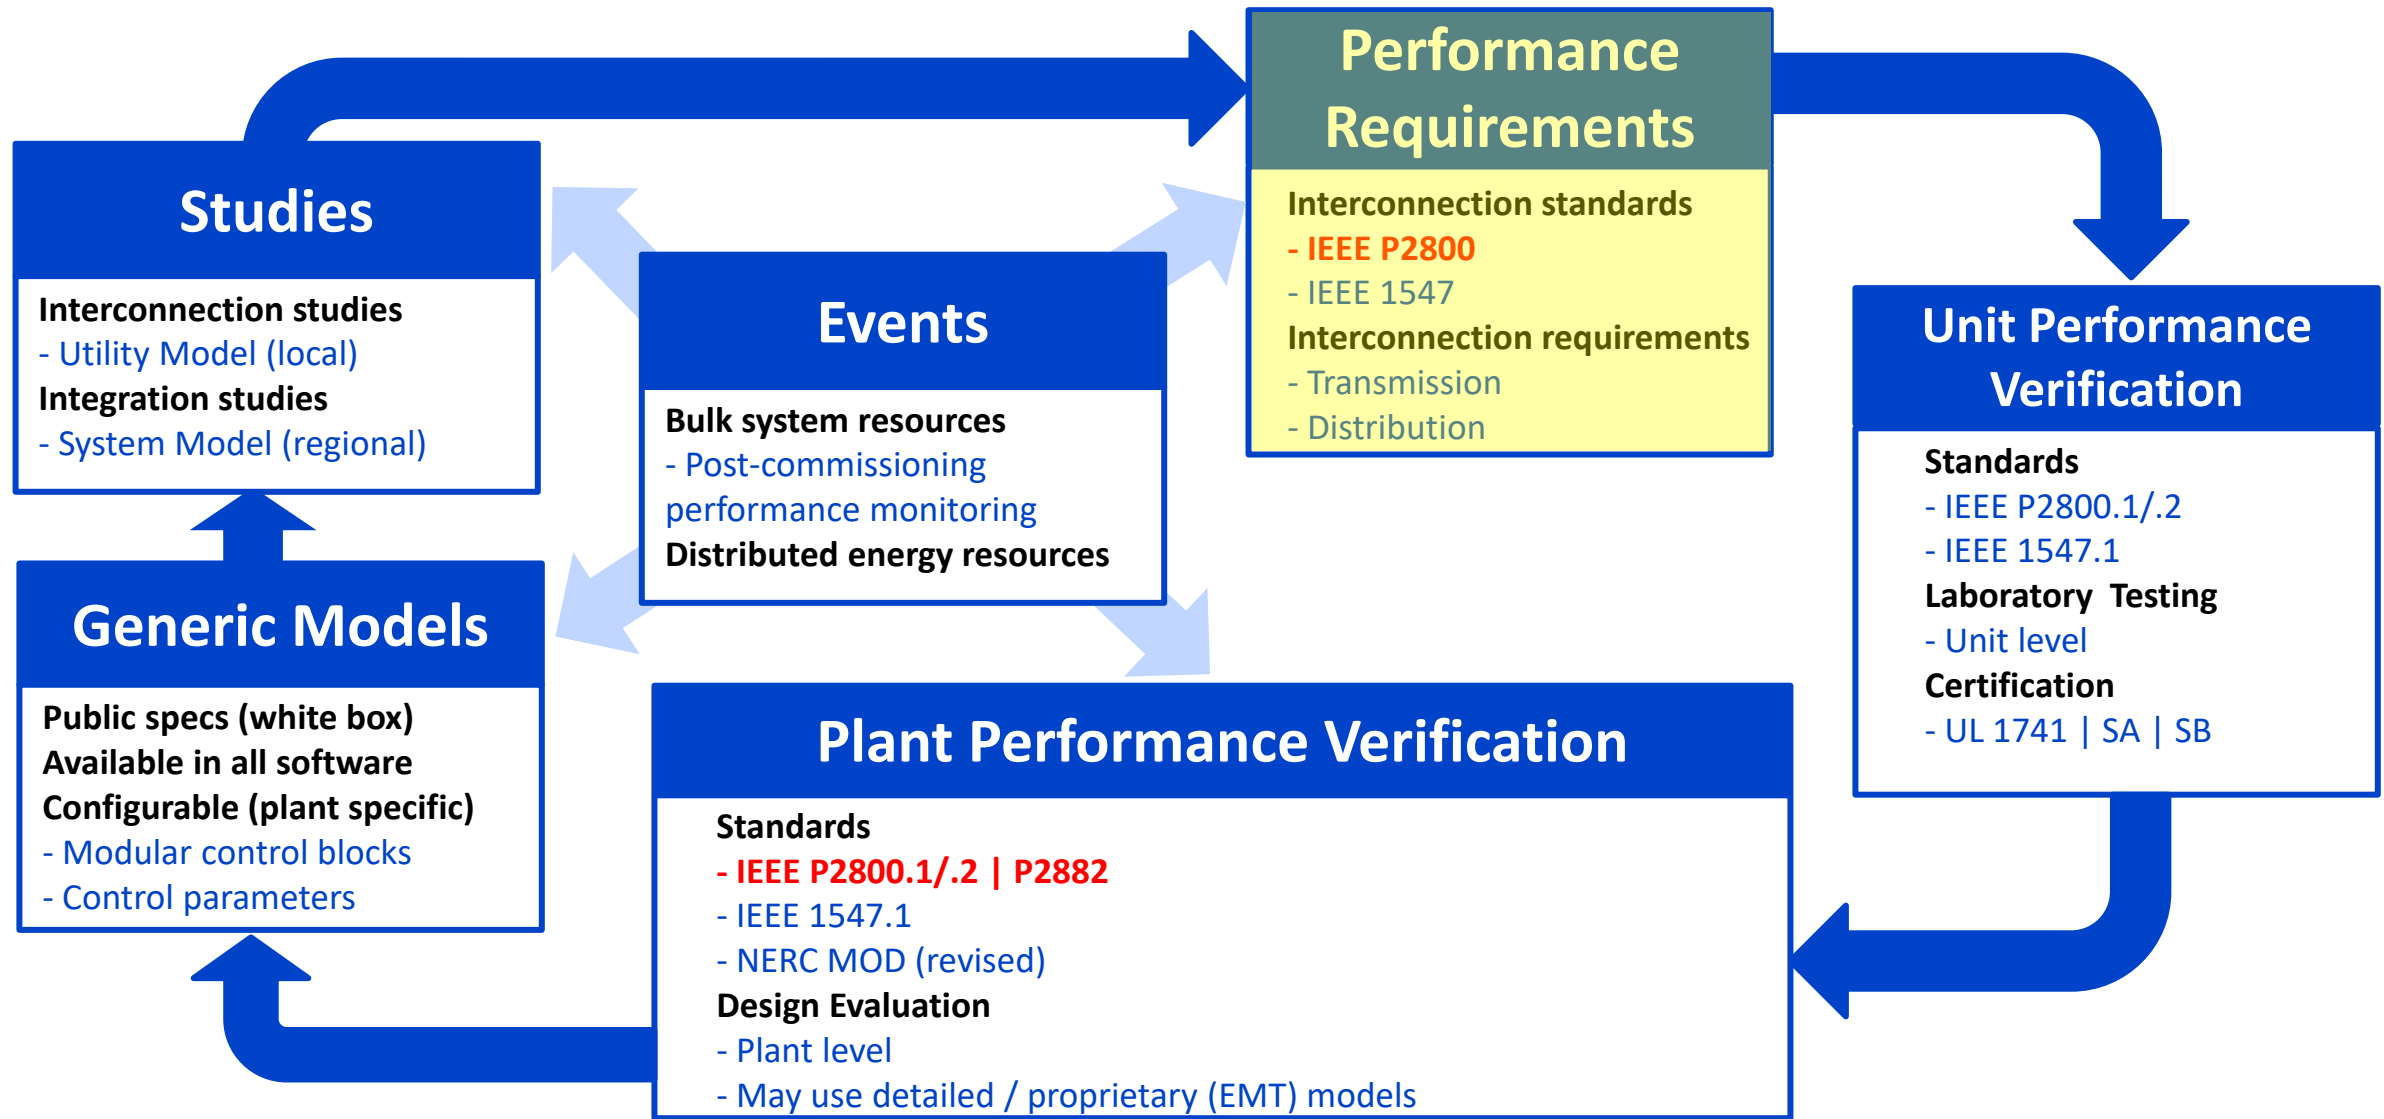 Performance
Requirements
Interconnection standards
- IEEE P2800
- IEEE 1547
Interconnection requirements
- Transmission
- Distribution
Studies
Interconnection studies
- Utility Model (local)
Integration studies
- System Model (regional)
Events
Bulk system resources
- Post-commissioning
performance monitoring
Distributed energy resources
Unit Performance
Verification
Standards
- IEEE P2800.1/.2
- IEEE 1547.1
Laboratory  Testing
- Unit level
Certification
- UL 1741 | SA | SB
Generic Models
Public specs (white box)
Available in all software
Configurable (plant specific)
- Modular control blocks
- Control parameters
Plant Performance Verification
Standards
- IEEE P2800.1/.2 | P2882
- IEEE 1547.1
- NERC MOD (revised)
Design Evaluation
- Plant level
- May use detailed / proprietary (EMT) models